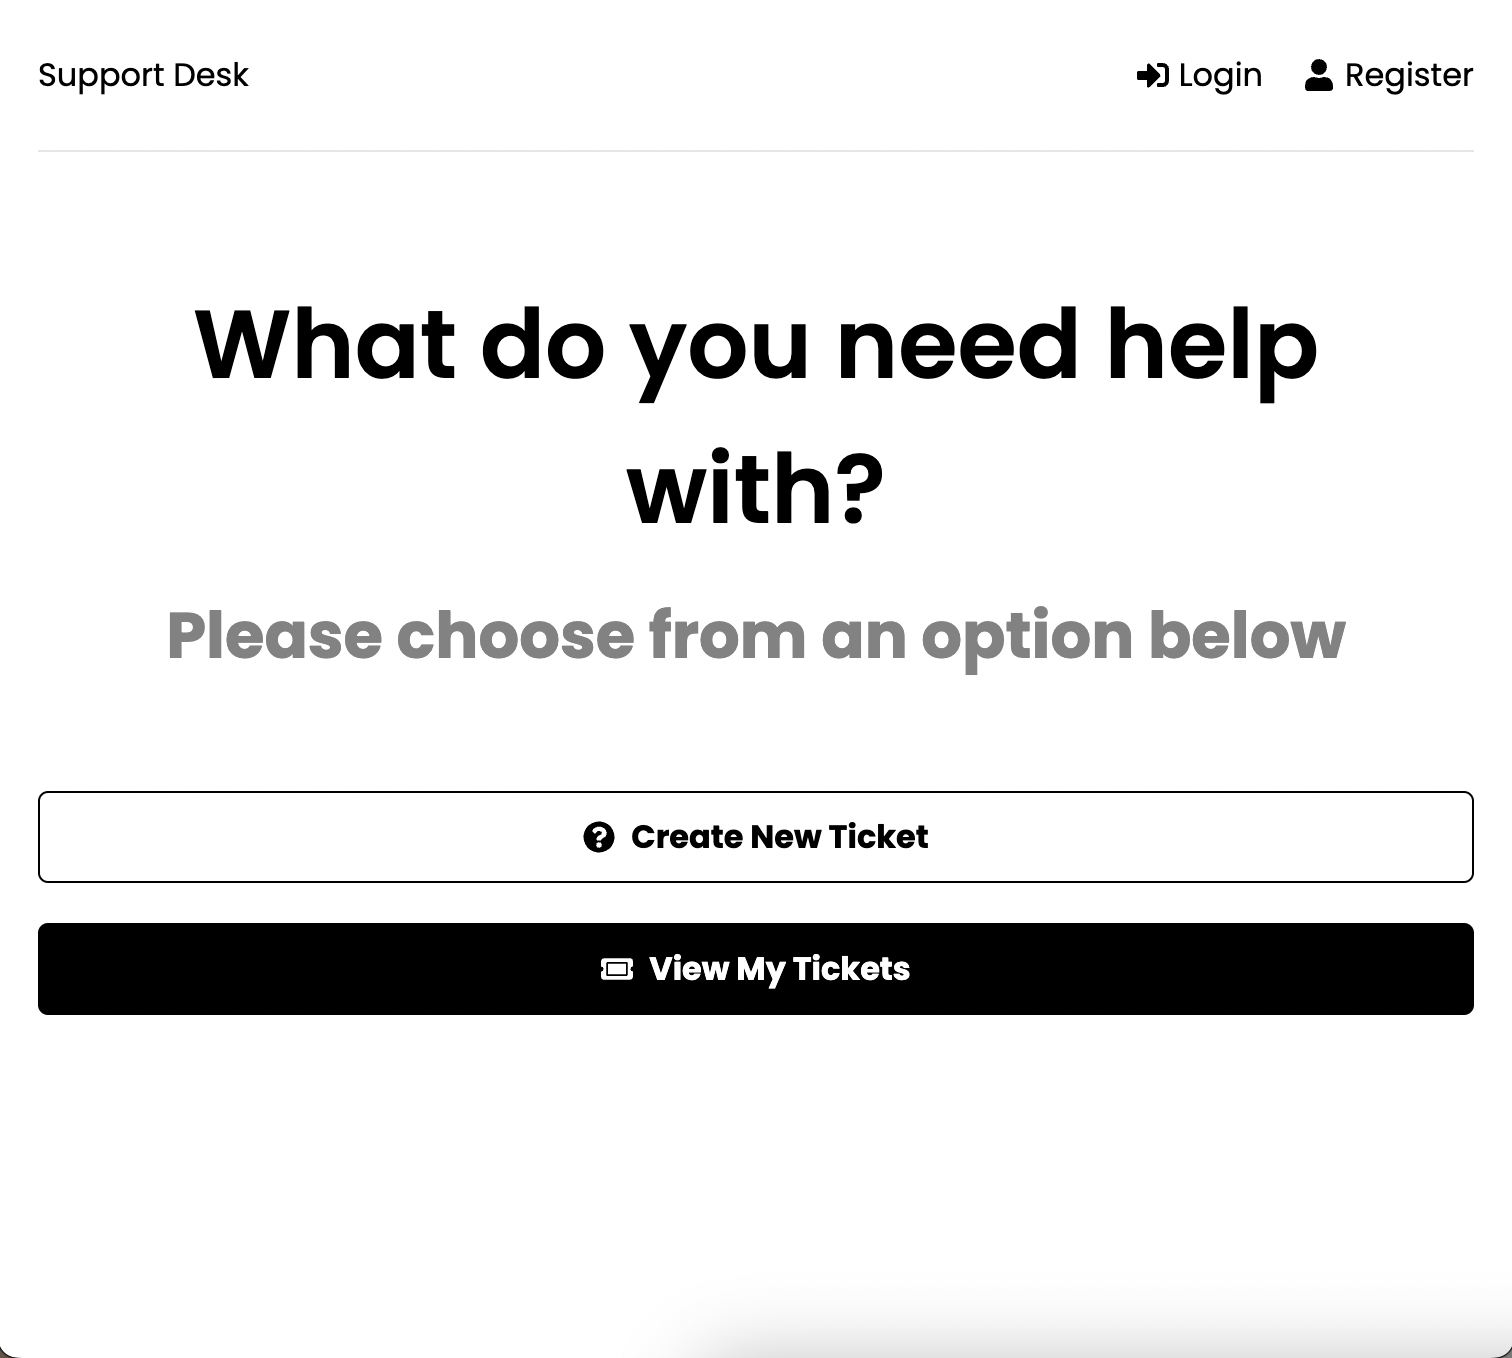 Support Desk
Login
Register
What do you need help
with?
Please choose from an option below
Create New Ticket
View My Tickets